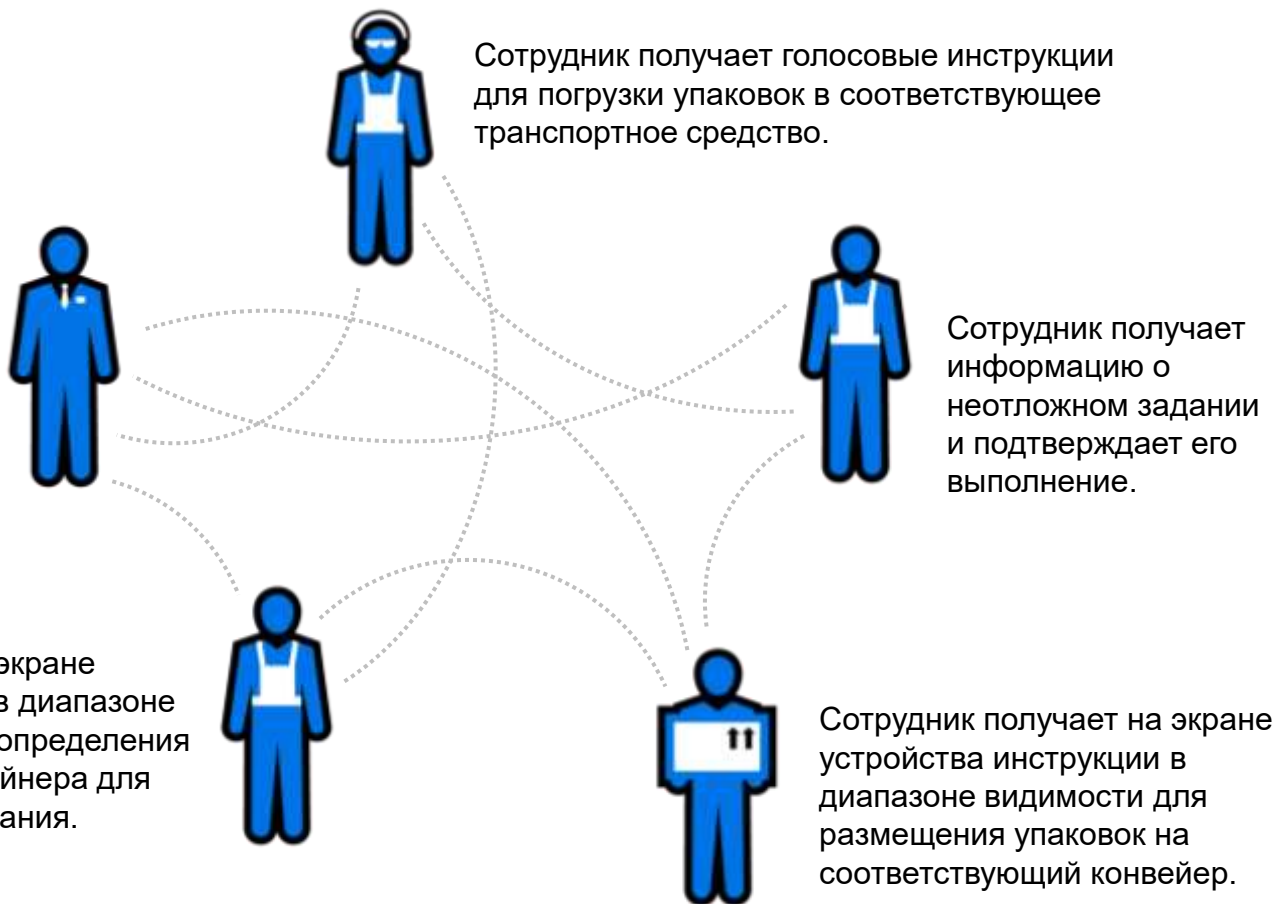 Сотрудник получает голосовые инструкции
для погрузки упаковок в соответствующее
транспортное средство.
Сотрудник получает
информацию о
неотложном задании
и подтверждает его
выполнение.
экране
в диапазоне
определения
йнера для
ания.
Сотрудник получает на экране
устройства инструкции в
диапазоне видимости для
размещения упаковок на
соответствующий конвейер.